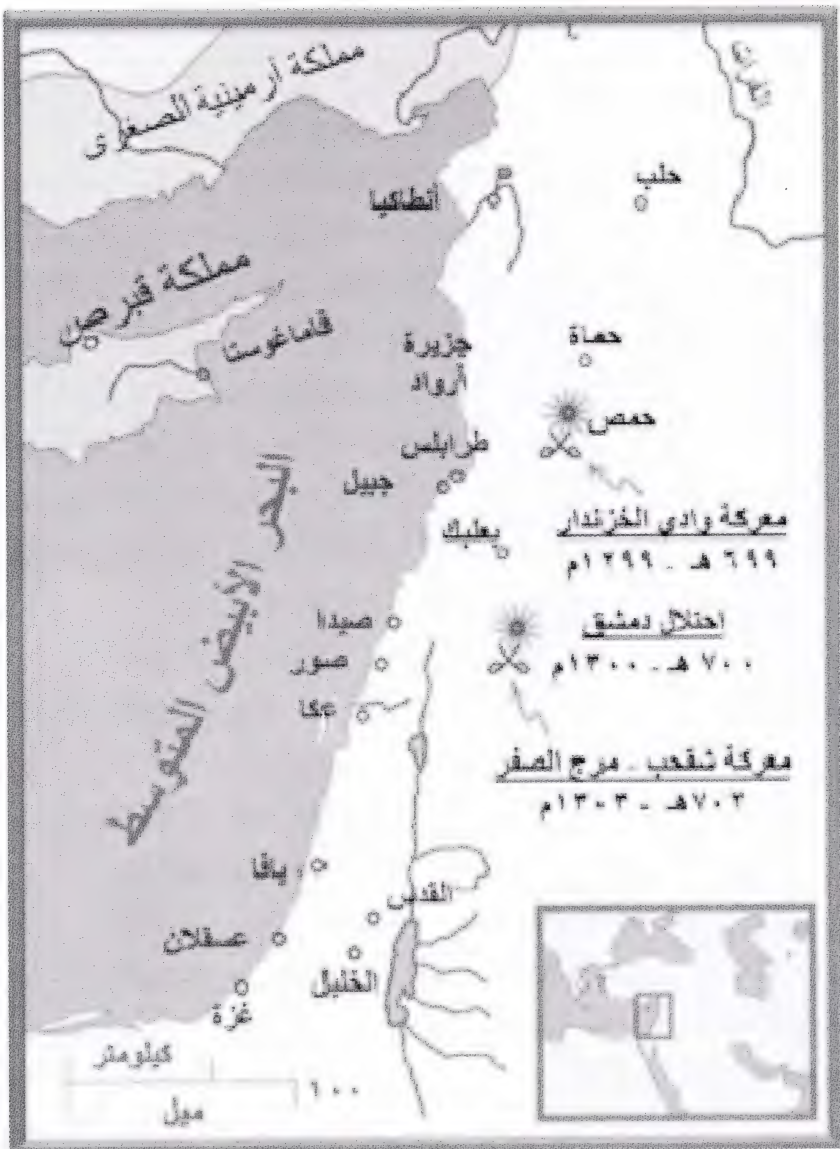 مملكة أرمينية الصغرى
الفرات
حلب
أنطاكيا
مملكة قبرص
فاماغوستا
جزيرة
أرواد
حماة
حمص
طرابلس
جبيل
معركة وادي الخزندار
٦٩٩ هـ - ١٢٩٩م
بعلبك
البحر الأبيض المتوسط
صيدا
احتلال دمشق
٧٠٠ هـ - ١٣٠٠م
صور
عكا
معركة شقحب - مرج الصفر
٧٠٢هـ - ١٣٠٣م
يافا
القدس
عسقلان
الخليل
غزة
كيلومتر
١٠٠
ميل